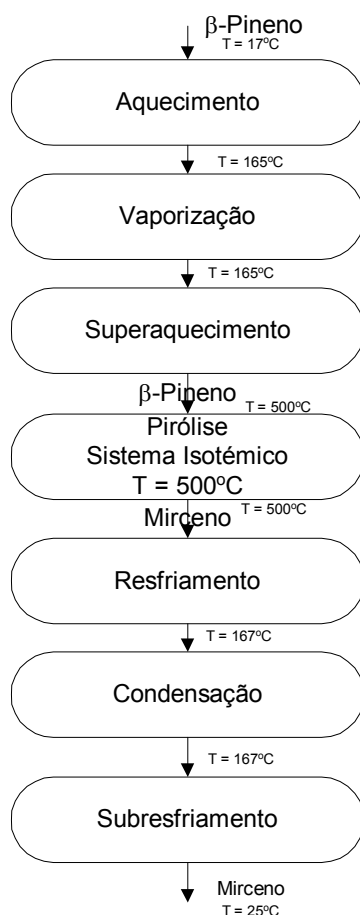 β-Pineno
T = 17ºC
Aquecimento
T = 165ºC
Vaporização
T = 165ºC
Superaquecimento
β-Pineno
T = 500ºC
Pirólise
Sistema Isotémico
T = 500ºC
Mirceno
T = 500ºC
Resfriamento
T = 167ºC
Condensação
T = 167ºC
Subresfriamento
Mirceno
T = 25ºC